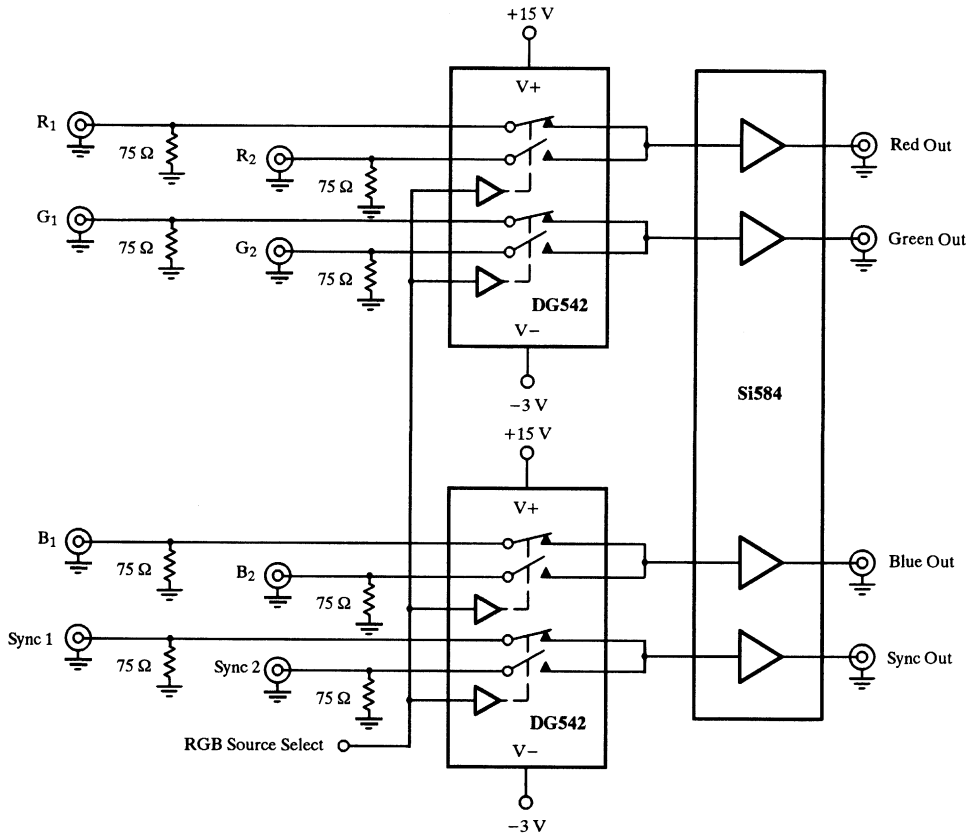 +15 V
V+
R1
75 Ω
R2
75 Ω
Red Out
G1
75 Ω
G2
75 Ω
Green Out
DG542
V−
−3 V
Si584
+15 V
V+
B1
75 Ω
B2
75 Ω
Blue Out
Sync 1
75 Ω
Sync 2
75 Ω
Sync Out
DG542
RGB Source Select
V−
−3 V